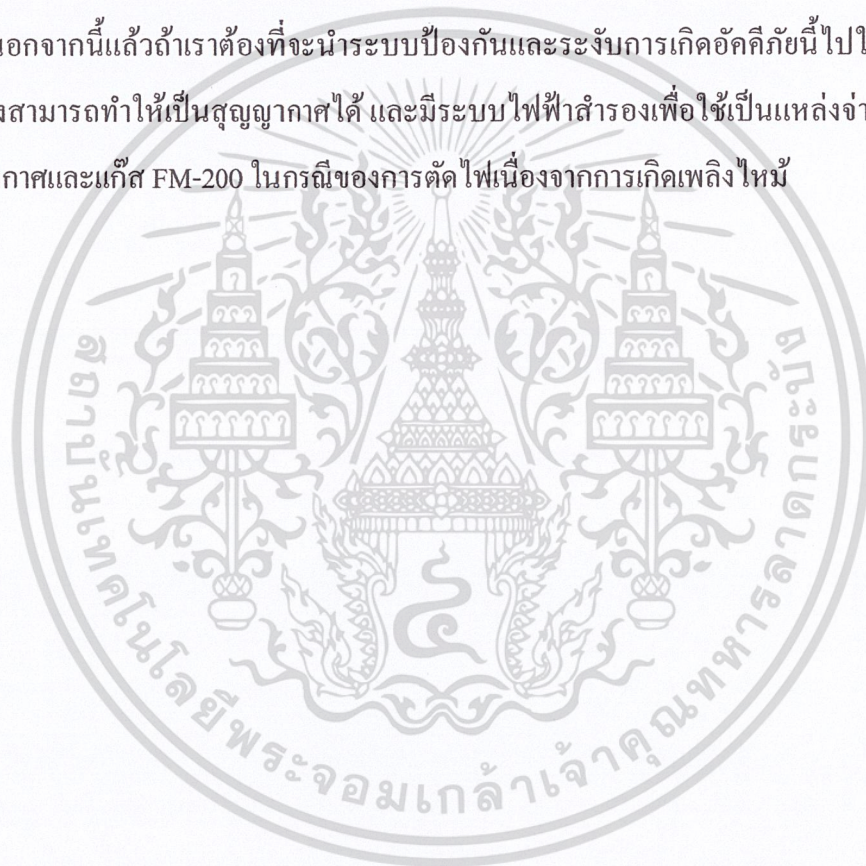 นอกจากนี้แล้วถ้าเราต้องที่จะนำระบบป้องกันและระงับการเกิดอัคคีภัยนี้ไปใ
งสามารถทำให้เป็นสุญญากาศได้ และมีระบบไฟฟ้าสำรองเพื่อใช้เป็นแหล่งจ่า
กาศและแก๊ส FM-200 ในกรณีของการตัดไฟเนื่องจากการเกิดเพลิงไหม้
๔
สถาบันเทคโนโลยีพระจอมเกล้าเจ้าคุณทหารลาดกระบัง